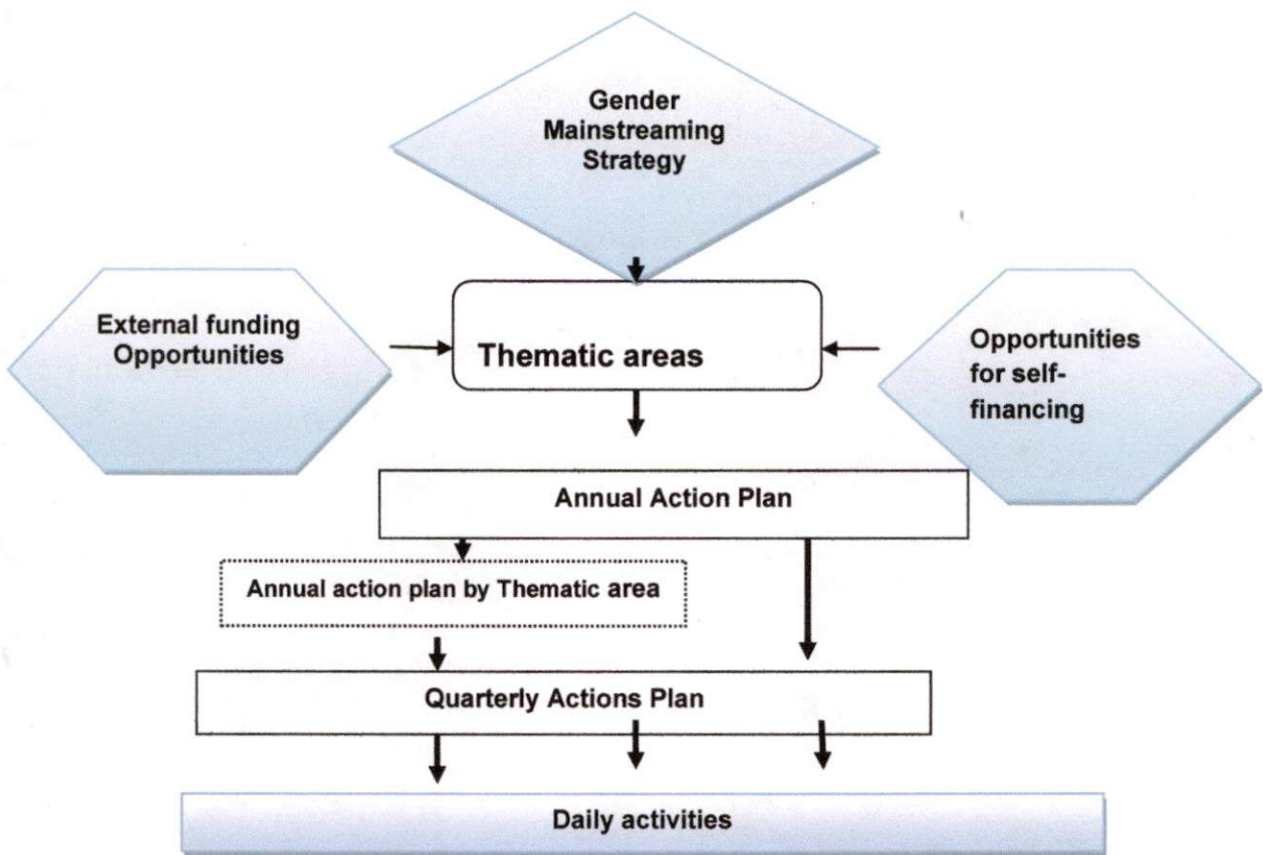 Gender
Mainstreaming
Strategy
External funding
Opportunities
Thematic areas
Opportunities
for self-
financing
Annual Action Plan
Annual action plan by Thematic area
Quarterly Actions Plan
Daily activities